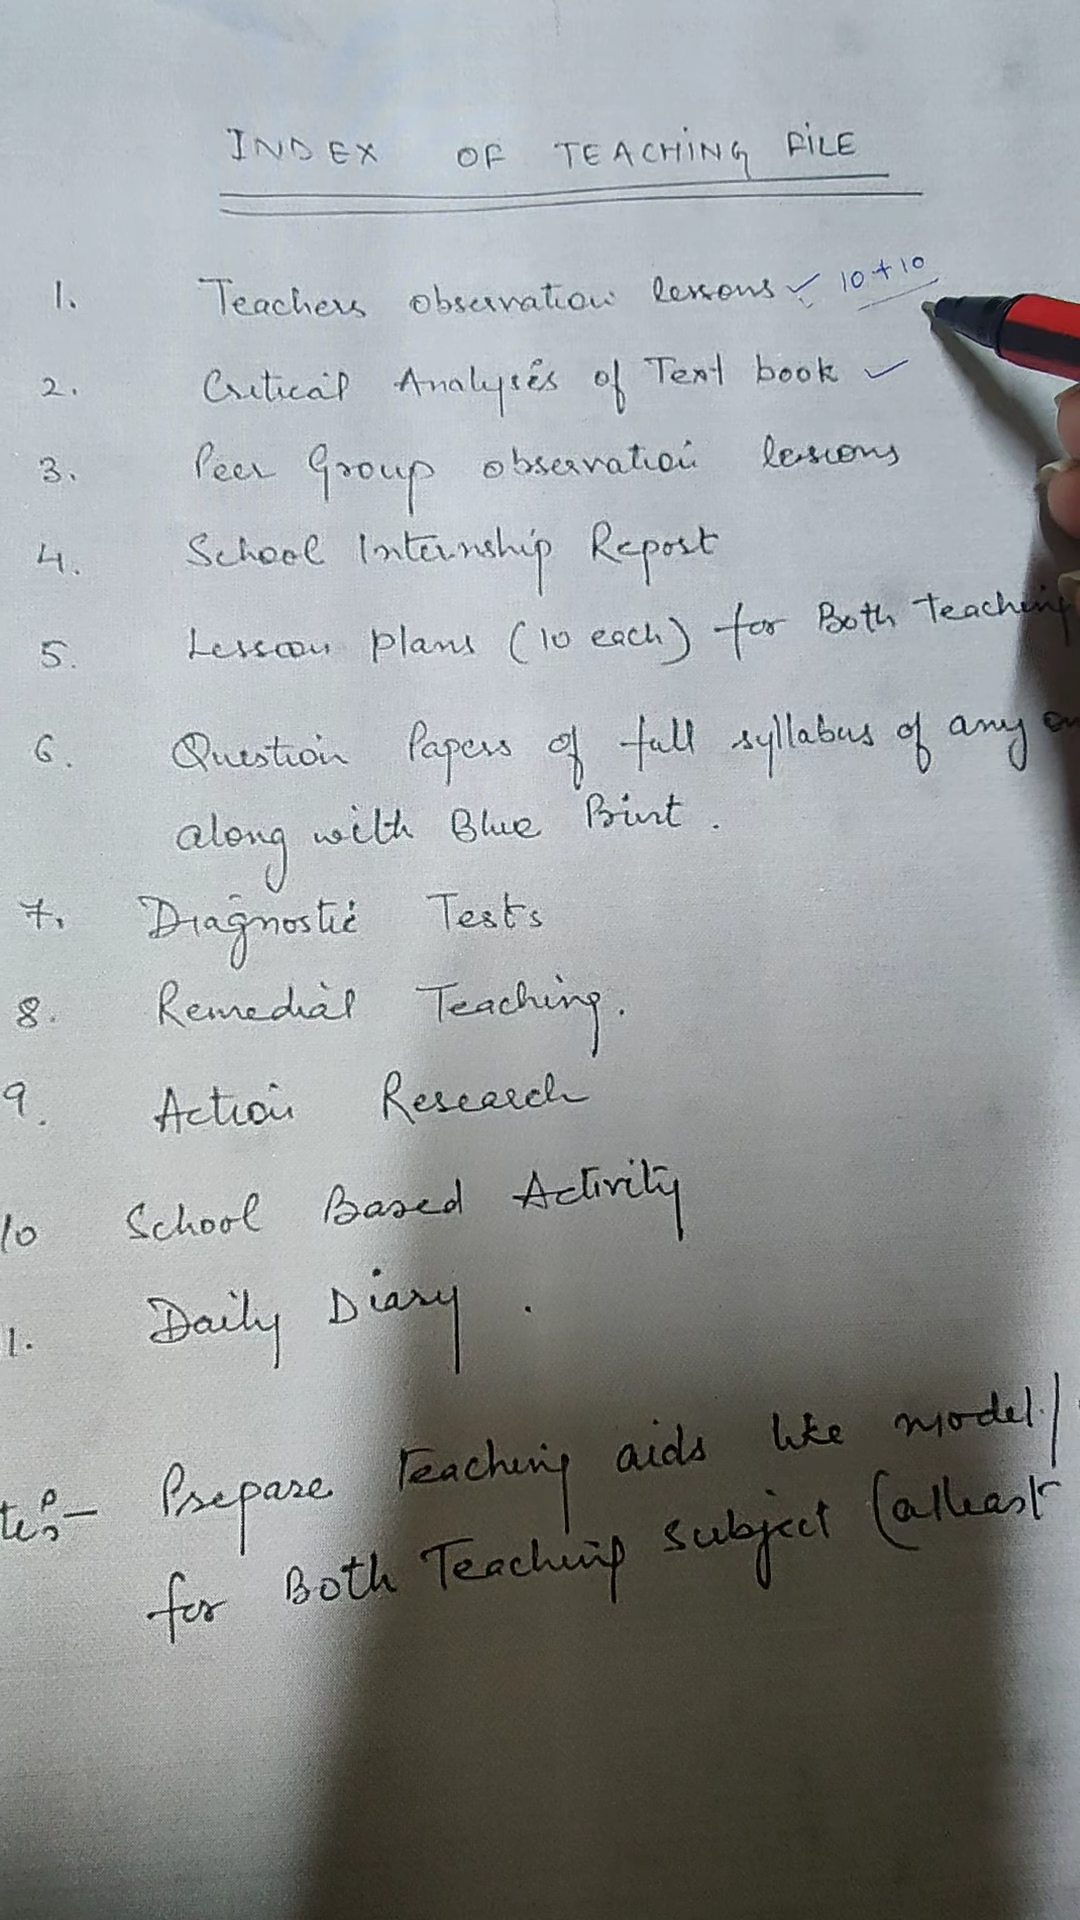 INDEX OF TEACHING FILE
1. Teachers observation lessons ✓ 10+10
2. Critical Analysis of Text book ✓
3. Peer Group observation lessons
4. School Internship Report
5. Lesson plans (10 each) for Both Teaching
6. Question Papers of full syllabus of any
along with Blue Print.
7. Diagnostic Tests
8. Remedial Teaching.
9. Action Research
10 School Based Activity
1. Daily Diary.
te:- Prepare Teaching aids like model/
for Both Teaching subject (atleast